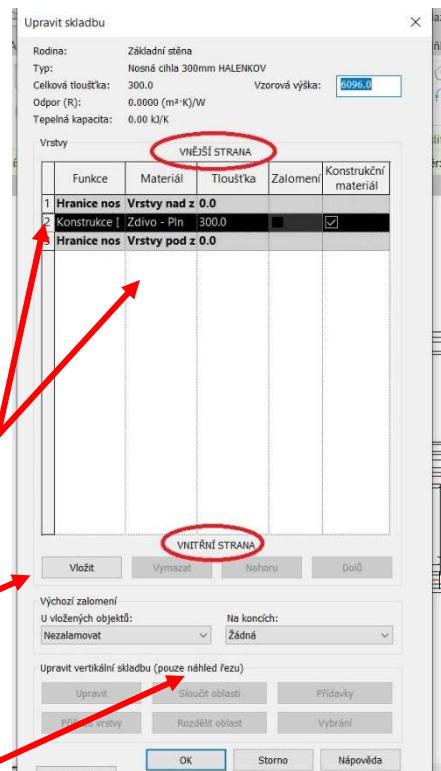 Upravit skladbu
Rodina: Základní stěna
Typ: Nosná cihla 300mm HALENKOV
Celková tloušťka: 300.0 Vzorová výška: 6096.0
Odpor (R): 0.0000 (m²·K)/W
Tepelná kapacita: 0.00 kJ/K
Vrstvy
VNĚJŠÍ STRANA
Funkce Materiál Tloušťka Zalomení Konstrukční materiál
1 Hranice nos Vrstvy nad z 0.0
2 Konstrukce [ Zdivo - Pln 300.0
3 Hranice nos Vrstvy pod z 0.0
VNITŘNÍ STRANA
Vložit Vymazat Nahoru Dolů
Výchozí zalomení
U vložených objektů: Na koncích:
Nezalamovat Žádná
Upravit vertikální skladbu (pouze náhled řezu)
Upravit Sloučit oblasti Přídavky
Přiřadit vrstvy Rozdělit oblast Vybrání
OK Storno Nápověda